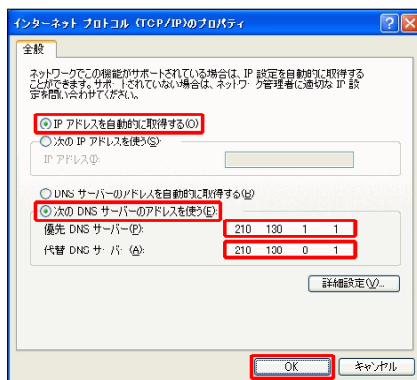 インターネット プロトコル (TCP/IP)のプロパティ
全般
ネットワークでこの機能がサポートされている場合は、IP 設定を自動的に取得する
ことができます。サポートされていない場合は、ネットワーク管理者に適切な IP 設
定を問い合わせてください。
IP アドレスを自動的に取得する(O)
次の IP アドレスを使う(S):
IP アドレス(I):
DNS サーバーのアドレスを自動的に取得する(B)
次の DNS サーバーのアドレスを使う(E):
優先 DNS サーバー(P):
210 130 1 1
代替 DNS サーバー(A):
210 130 0 1
詳細設定(V)...
OK
キャンセル